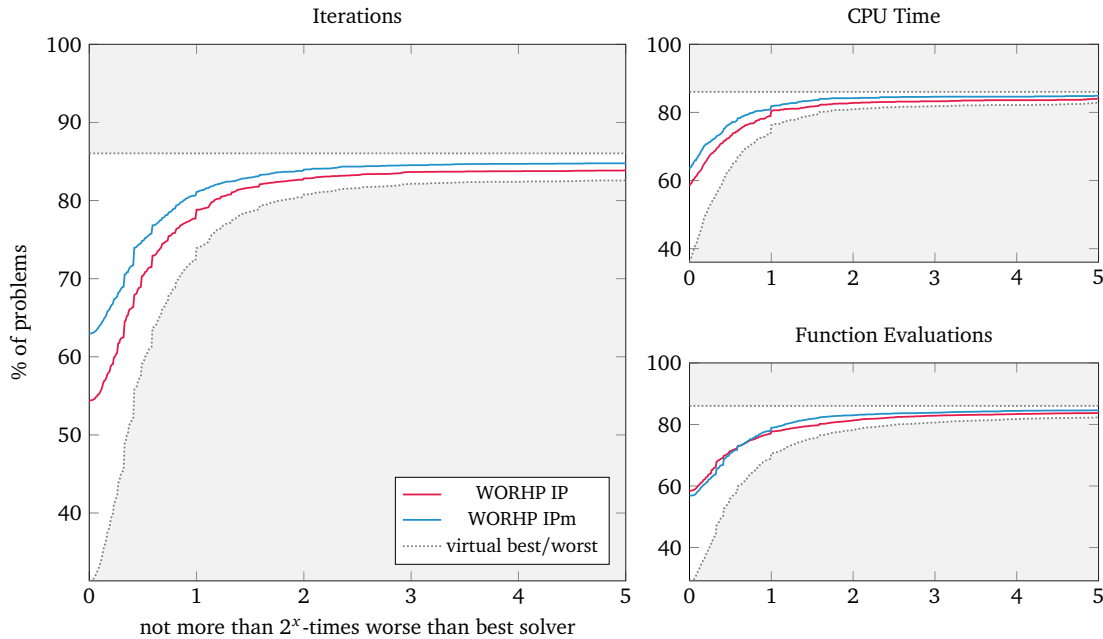 Iterations
100
90
80
70
60
50
40
0 1 2 3 4 5
% of problems
not more than 2^x-times worse than best solver
WORHP IP
WORHP IPm
virtual best/worst
CPU Time
100
80
60
40
0 1 2 3 4 5
Function Evaluations
100
80
60
40
0 1 2 3 4 5